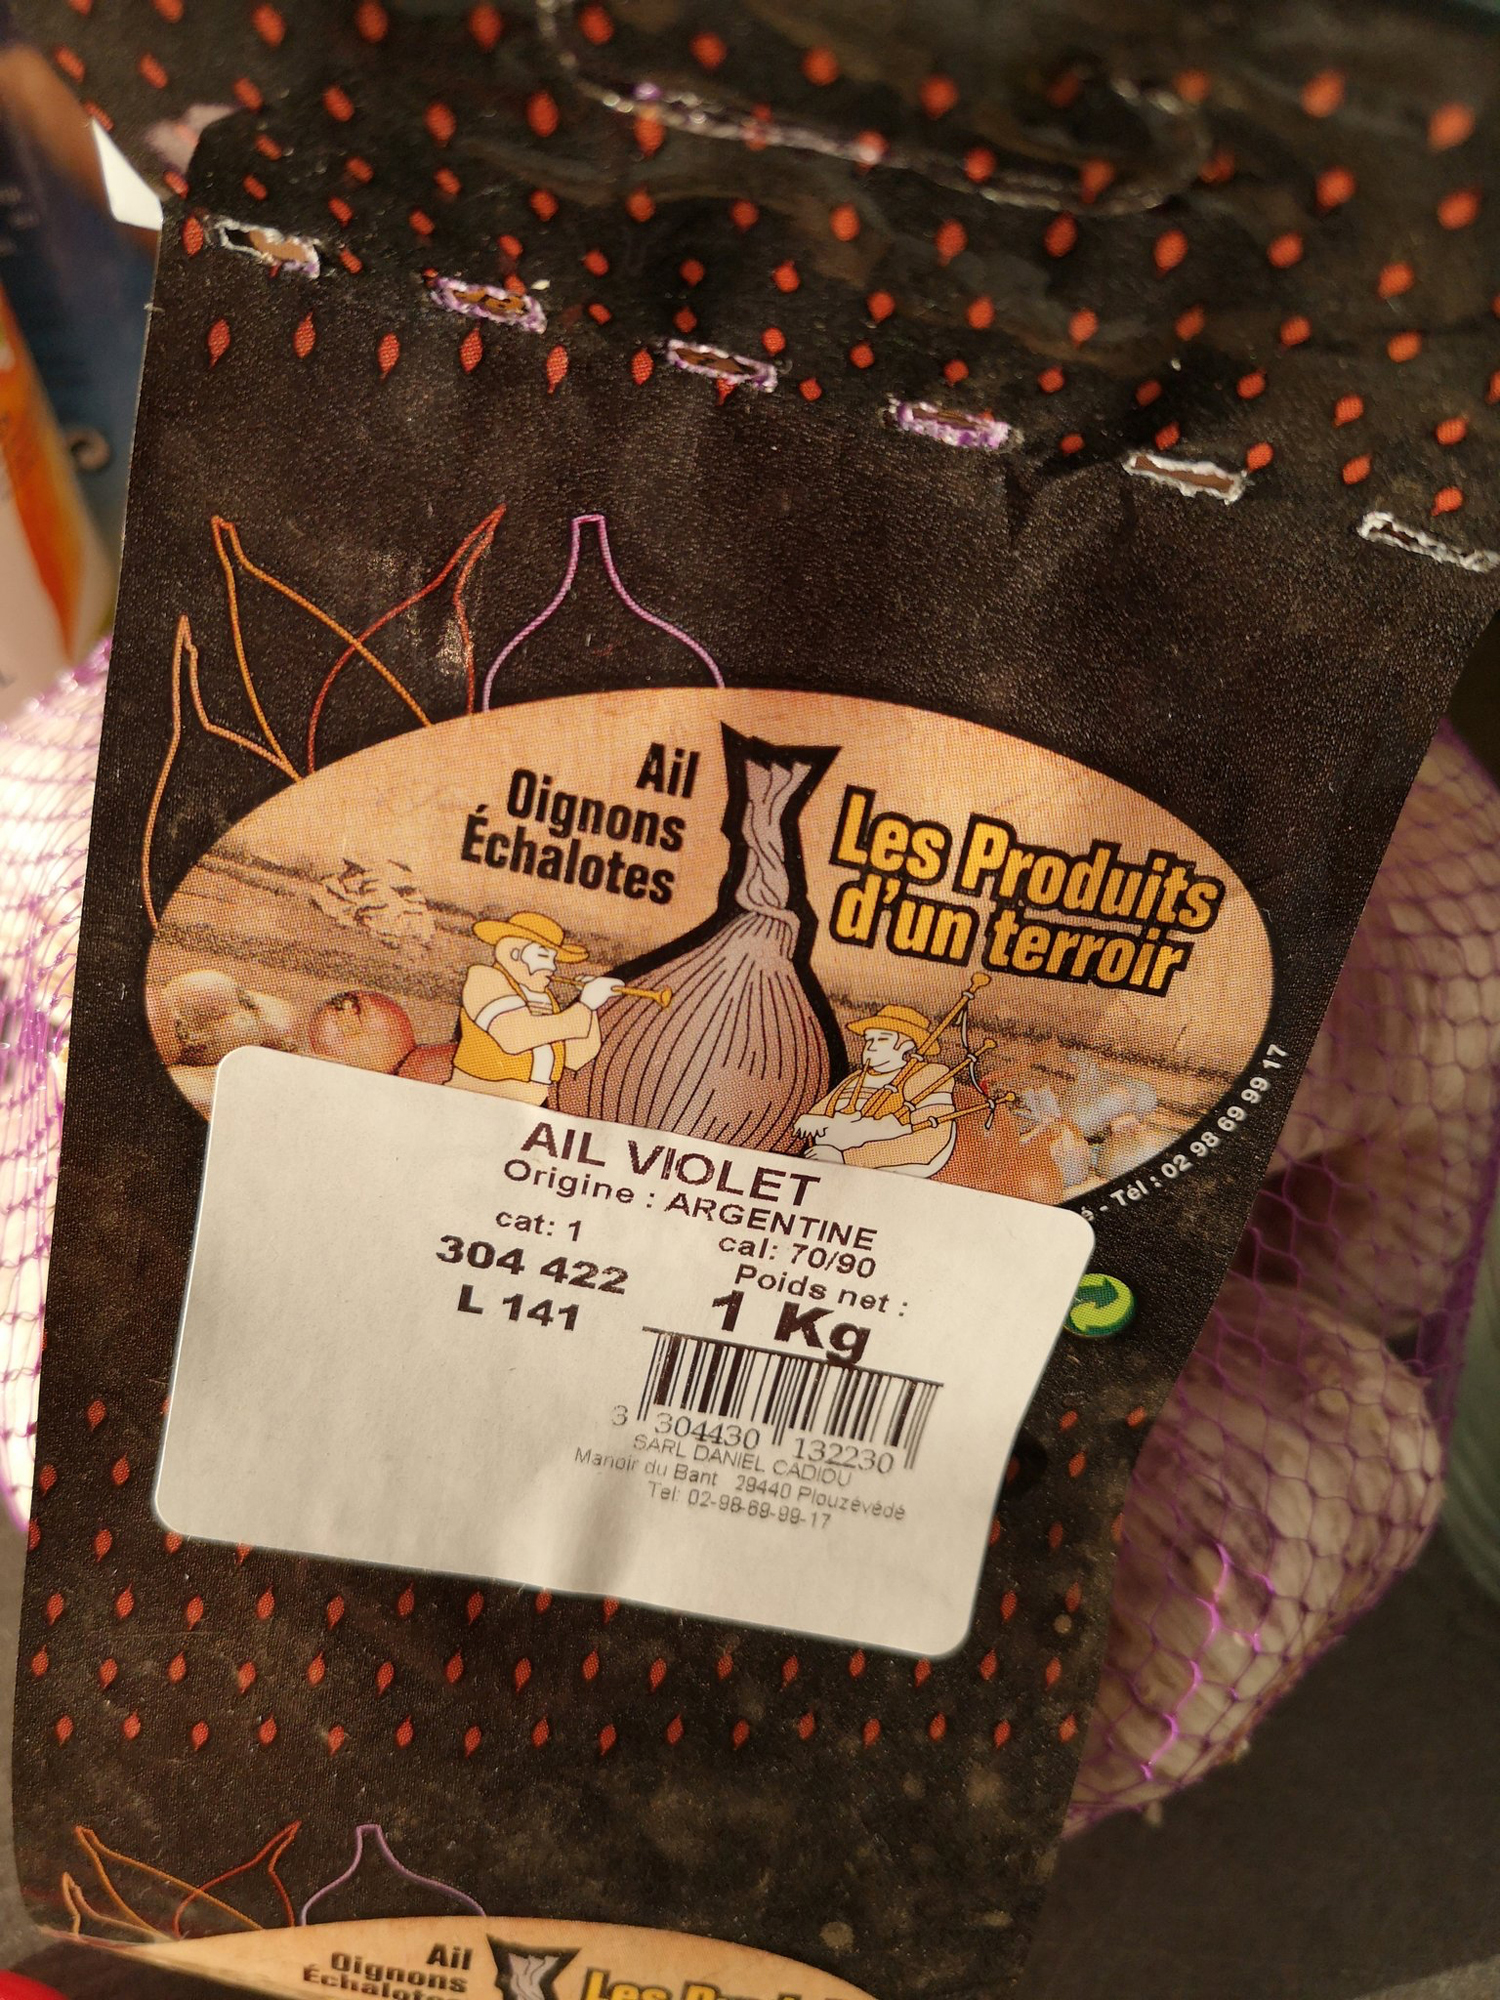 Ail
Oignons
Échalotes
Les Produits
d'un terroir
é - Tél : 02 98 69 99 17
AIL VIOLET
Origine : ARGENTINE
cat: 1
cal: 70/90
304 422
Poids net :
L 141
1 Kg
3 304430 132230
SARL DANIEL CADIOU
Manoir du Bant 29440 Plouzévédé
Tel: 02-98-69-99-17
Ail
Oignons
Échalotes
Les